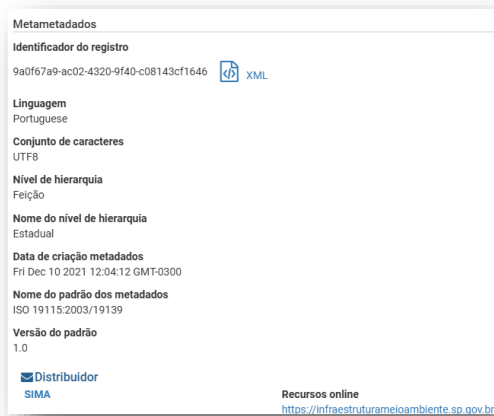 Metametadados
Identificador do registro
9a0f67a9-ac02-4320-9f40-c08143cf1646 XML
Linguagem
Portuguese
Conjunto de caracteres
UTF8
Nível de hierarquia
Feição
Nome do nível de hierarquia
Estadual
Data de criação metadados
Fri Dec 10 2021 12:04:12 GMT-0300
Nome do padrão dos metadados
ISO 19115:2003/19139
Versão do padrão
1.0
Distribuidor
SIMA Recursos online
https://infraestruturameioambiente.sp.gov.br